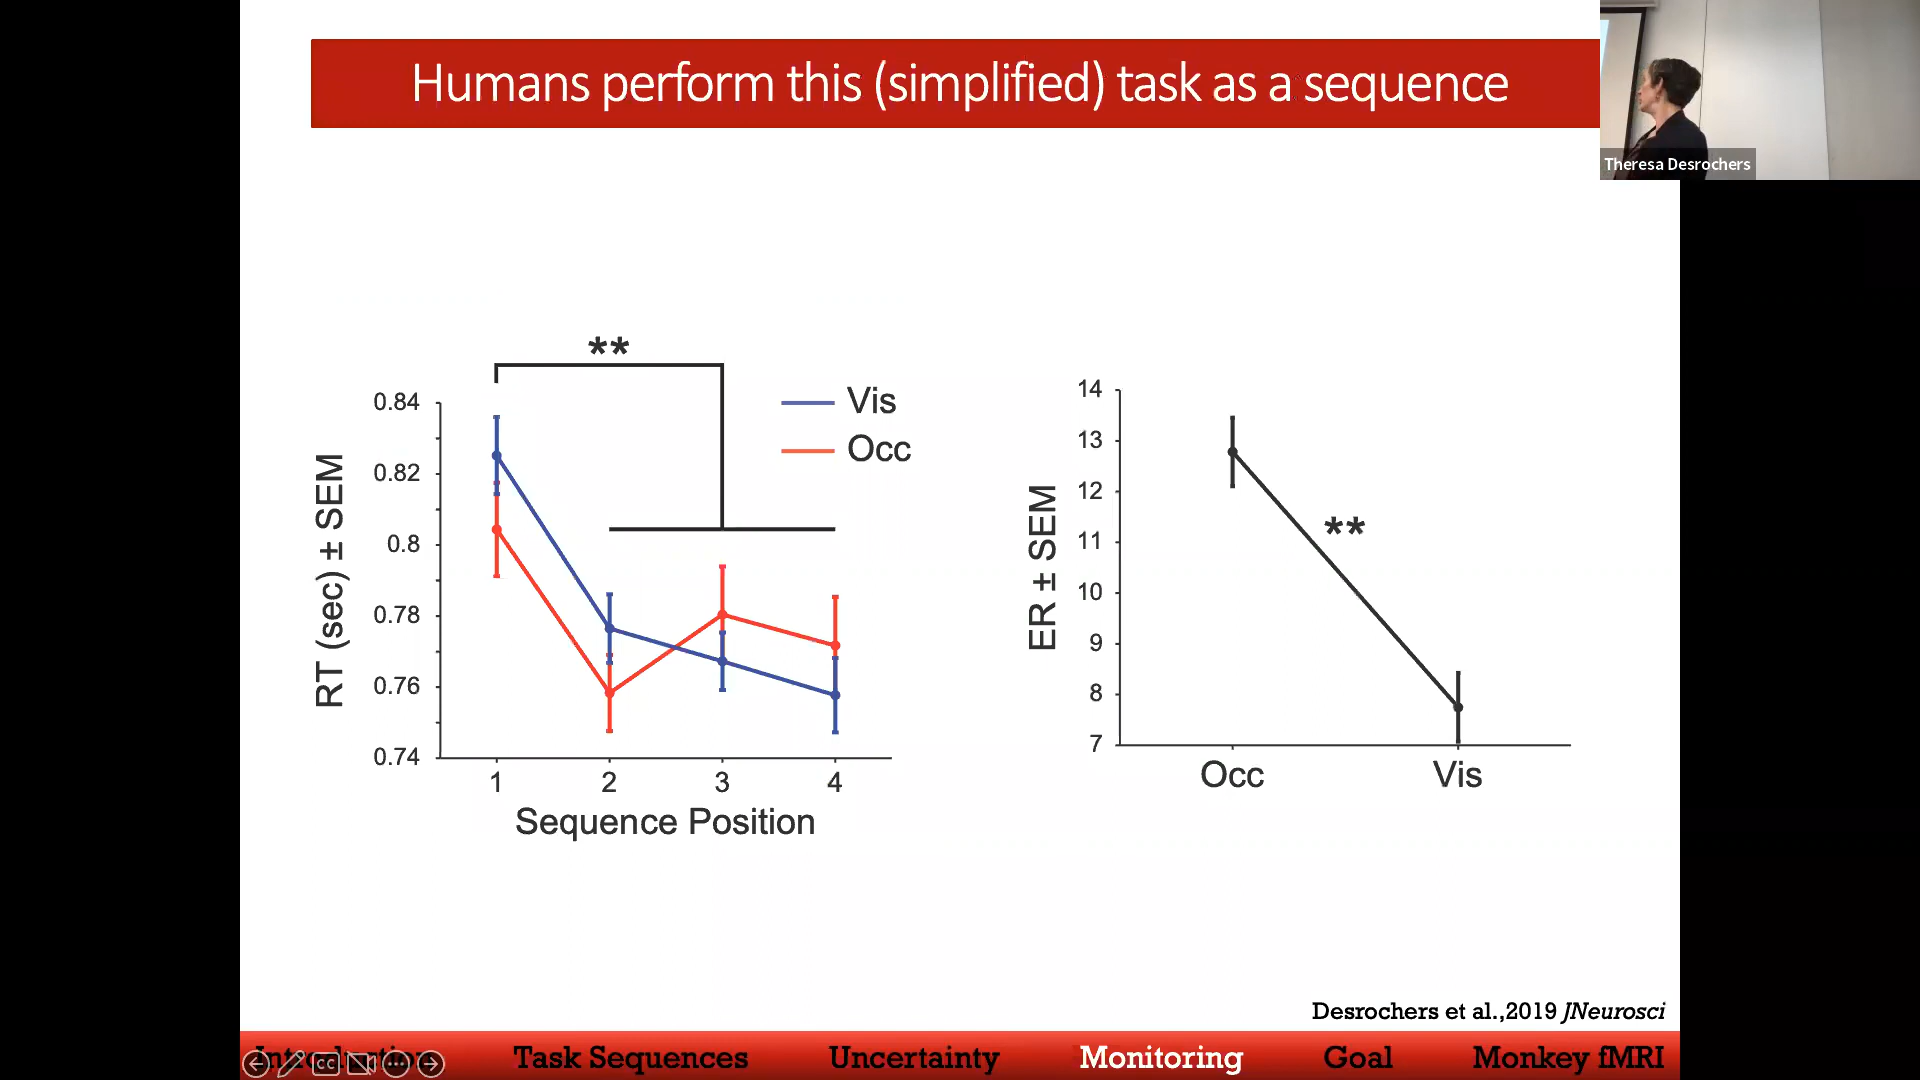 Humans perform this (simplified) task as a sequence
Theresa Desrochers
**
Vis
Occ
0.84
0.82
0.8
0.78
0.76
0.74
RT (sec) ± SEM
1 2 3 4
Sequence Position
14
13
12
11
10
9
8
7
ER ± SEM
**
Occ Vis
Desrochers et al.,2019 JNeurosci
Introduction Task Sequences Uncertainty Monitoring Goal Monkey fMRI
CC